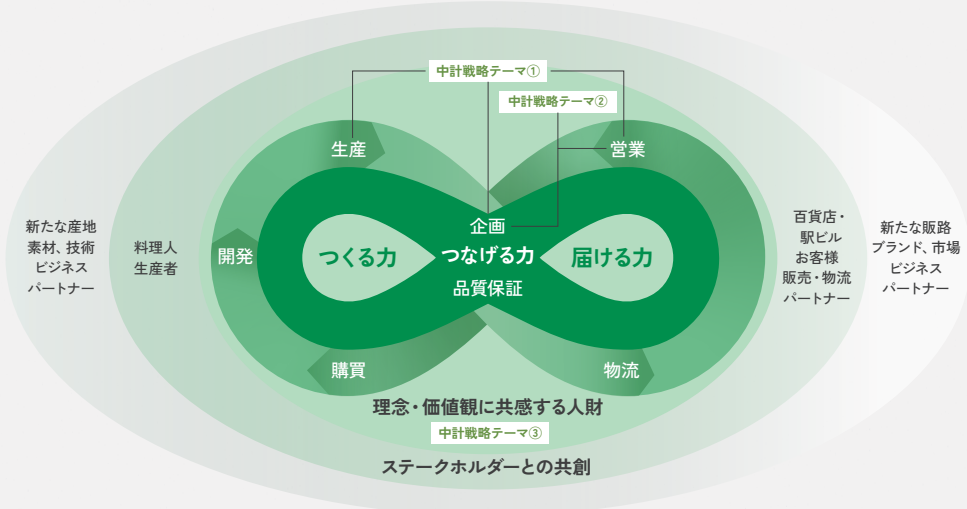 中計戦略テーマ①
中計戦略テーマ②
生産
営業
企画
つくる力
つなげる力
届ける力
品質保証
開発
購買
物流
新たな産地
素材、技術
ビジネス
パートナー
料理人
生産者
百貨店・
駅ビル
お客様
販売・物流
パートナー
新たな販路
ブランド、市場
ビジネス
パートナー
理念・価値観に共感する人財
中計戦略テーマ③
ステークホルダーとの共創